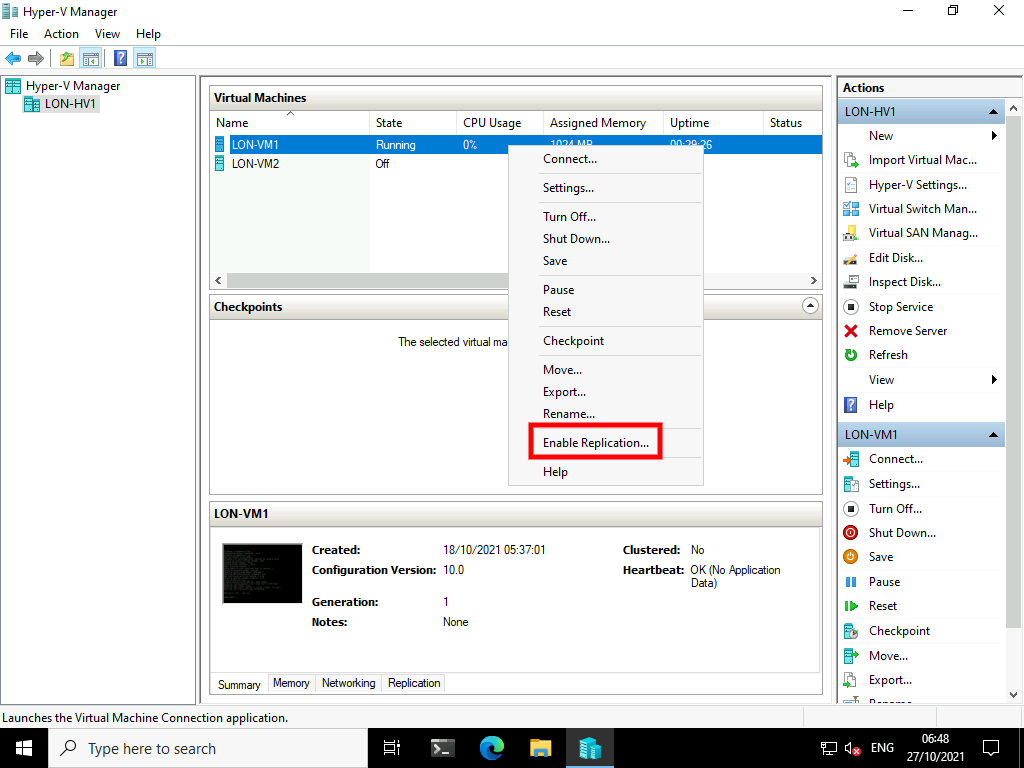 Hyper-V Manager
File Action View Help
Hyper-V Manager
LON-HV1
Virtual Machines
Name State CPU Usage Assigned Memory Uptime Status
LON-VM1 Running 0% 1024 MB 00:29:26
LON-VM2 Off
Connect...
Settings...
Turn Off...
Shut Down...
Save
Pause
Reset
Checkpoint
Move...
Export...
Rename...
Enable Replication...
Help
Checkpoints
The selected virtual ma
LON-VM1
Created: 18/10/2021 05:37:01 Clustered: No
Configuration Version: 10.0 Heartbeat: OK (No Application
Data)
Generation: 1
Notes: None
Summary Memory Networking Replication
Actions
LON-HV1
New
Import Virtual Mac...
Hyper-V Settings...
Virtual Switch Man...
Virtual SAN Manag...
Edit Disk...
Inspect Disk...
Stop Service
Remove Server
Refresh
View
Help
LON-VM1
Connect...
Settings...
Turn Off...
Shut Down...
Save
Pause
Reset
Checkpoint
Move...
Export...
Launches the Virtual Machine Connection application.
Type here to search
ENG
06:48
27/10/2021